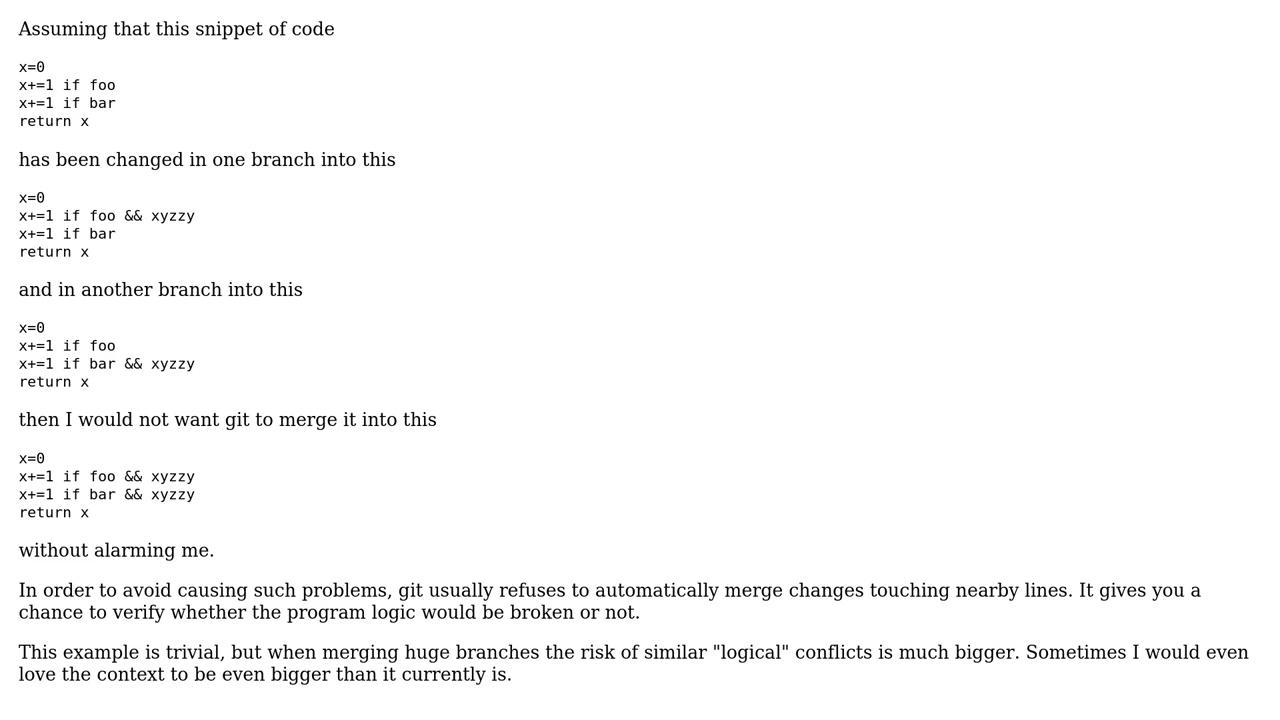 Assuming that this snippet of code
x=0
x+=1 if foo
x+=1 if bar
return x
has been changed in one branch into this
x=0
x+=1 if foo && xyzzy
x+=1 if bar
return x
and in another branch into this
x=0
x+=1 if foo
x+=1 if bar && xyzzy
return x
then I would not want git to merge it into this
x=0
x+=1 if foo && xyzzy
x+=1 if bar && xyzzy
return x
without alarming me.
In order to avoid causing such problems, git usually refuses to automatically merge changes touching nearby lines. It gives you a
chance to verify whether the program logic would be broken or not.
This example is trivial, but when merging huge branches the risk of similar "logical" conflicts is much bigger. Sometimes I would even
love the context to be even bigger than it currently is.